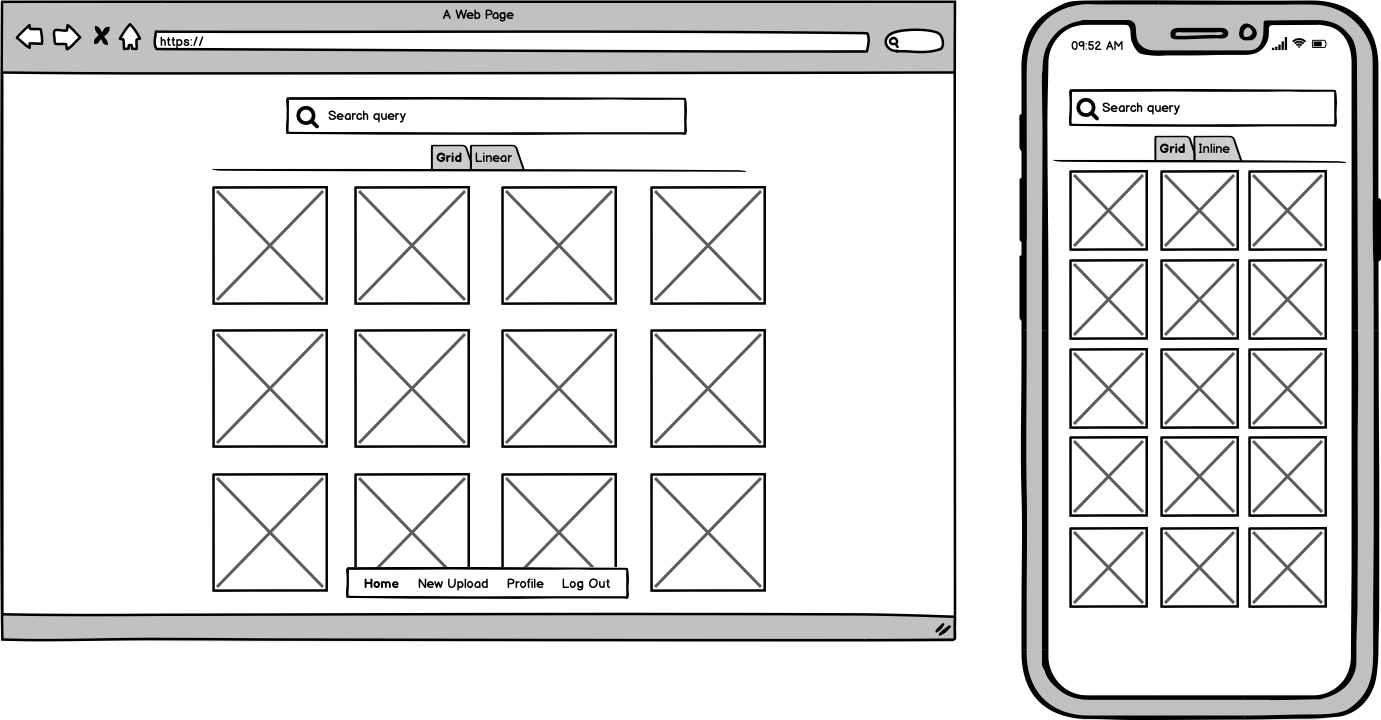 A Web Page
https://
Search query
Grid Linear
Home New Upload Profile Log Out
09:52 AM
Search query
Grid Inline